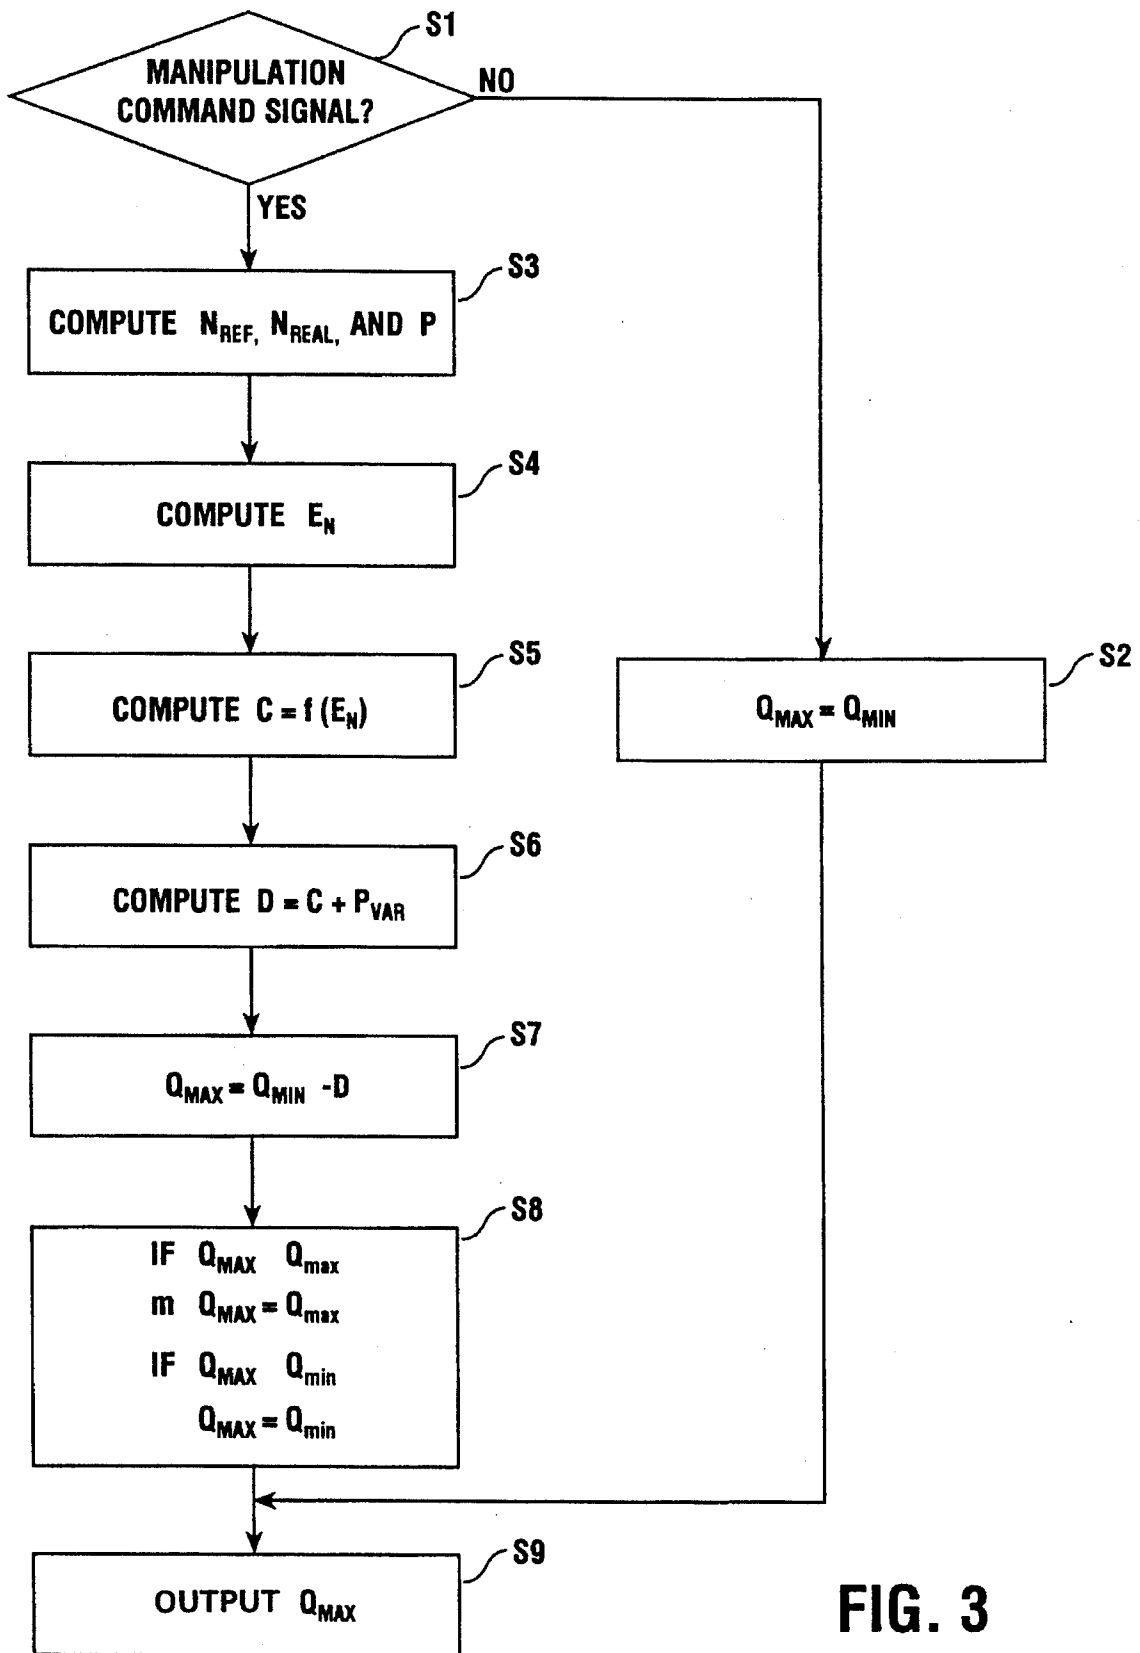 S1
MANIPULATION
COMMAND SIGNAL?
NO
YES
S3
COMPUTE N_REF, N_REAL, AND P
S4
COMPUTE E_N
S5
COMPUTE C = f (E_N)
S2
Q_MAX = Q_MIN
S6
COMPUTE D = C + P_VAR
S7
Q_MAX = Q_MIN -D
S8
IF Q_MAX Q_max
m Q_MAX = Q_max
IF Q_MAX Q_min
Q_MAX = Q_min
S9
OUTPUT Q_MAX
FIG. 3